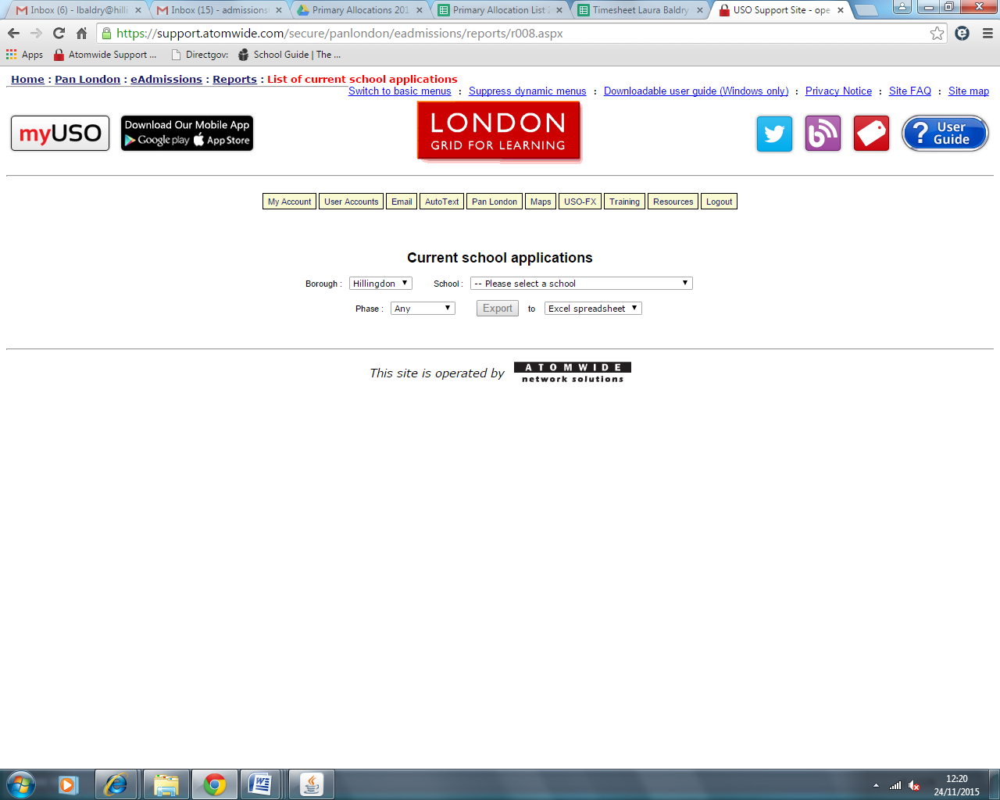 Inbox (6) - lbaldry@hilli
Inbox (15) - admissions
Primary Allocations 201
Primary Allocation List 2
Timesheet Laura Baldry
USO Support Site - ope
https://support.atomwide.com/secure/panlondon/eadmissions/reports/r008.aspx
Apps
Atomwide Support ...
Directgov:
School Guide | The ...
Home : Pan London : eAdmissions : Reports : List of current school applications
Switch to basic menus : Suppress dynamic menus : Downloadable user guide (Windows only) : Privacy Notice : Site FAQ : Site map
myUSO
Download Our Mobile App
Google play App Store
LONDON
GRID FOR LEARNING
? User
Guide
My Account User Accounts Email AutoText Pan London Maps USO-FX Training Resources Logout
Current school applications
Borough : Hillingdon School : -- Please select a school
Phase : Any Export to Excel spreadsheet
This site is operated by
ATOMWIDE
network solutions
12:20
24/11/2015